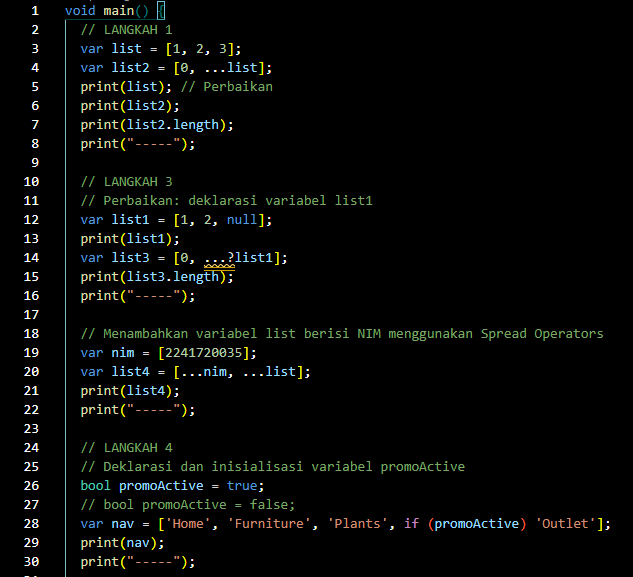 1 void main() {
2 // LANGKAH 1
3 var list = [1, 2, 3];
4 var list2 = [0, ...list];
5 print(list); // Perbaikan
6 print(list2);
7 print(list2.length);
8 print("-----");
9
10 // LANGKAH 3
11 // Perbaikan: deklarasi variabel list1
12 var list1 = [1, 2, null];
13 print(list1);
14 var list3 = [0, ...?list1];
15 print(list3.length);
16 print("-----");
17
18 // Menambahkan variabel list berisi NIM menggunakan Spread Operators
19 var nim = [2241720035];
20 var list4 = [...nim, ...list];
21 print(list4);
22 print("-----");
23
24 // LANGKAH 4
25 // Deklarasi dan inisialisasi variabel promoActive
26 bool promoActive = true;
27 // bool promoActive = false;
28 var nav = ['Home', 'Furniture', 'Plants', if (promoActive) 'Outlet'];
29 print(nav);
30 print("-----");